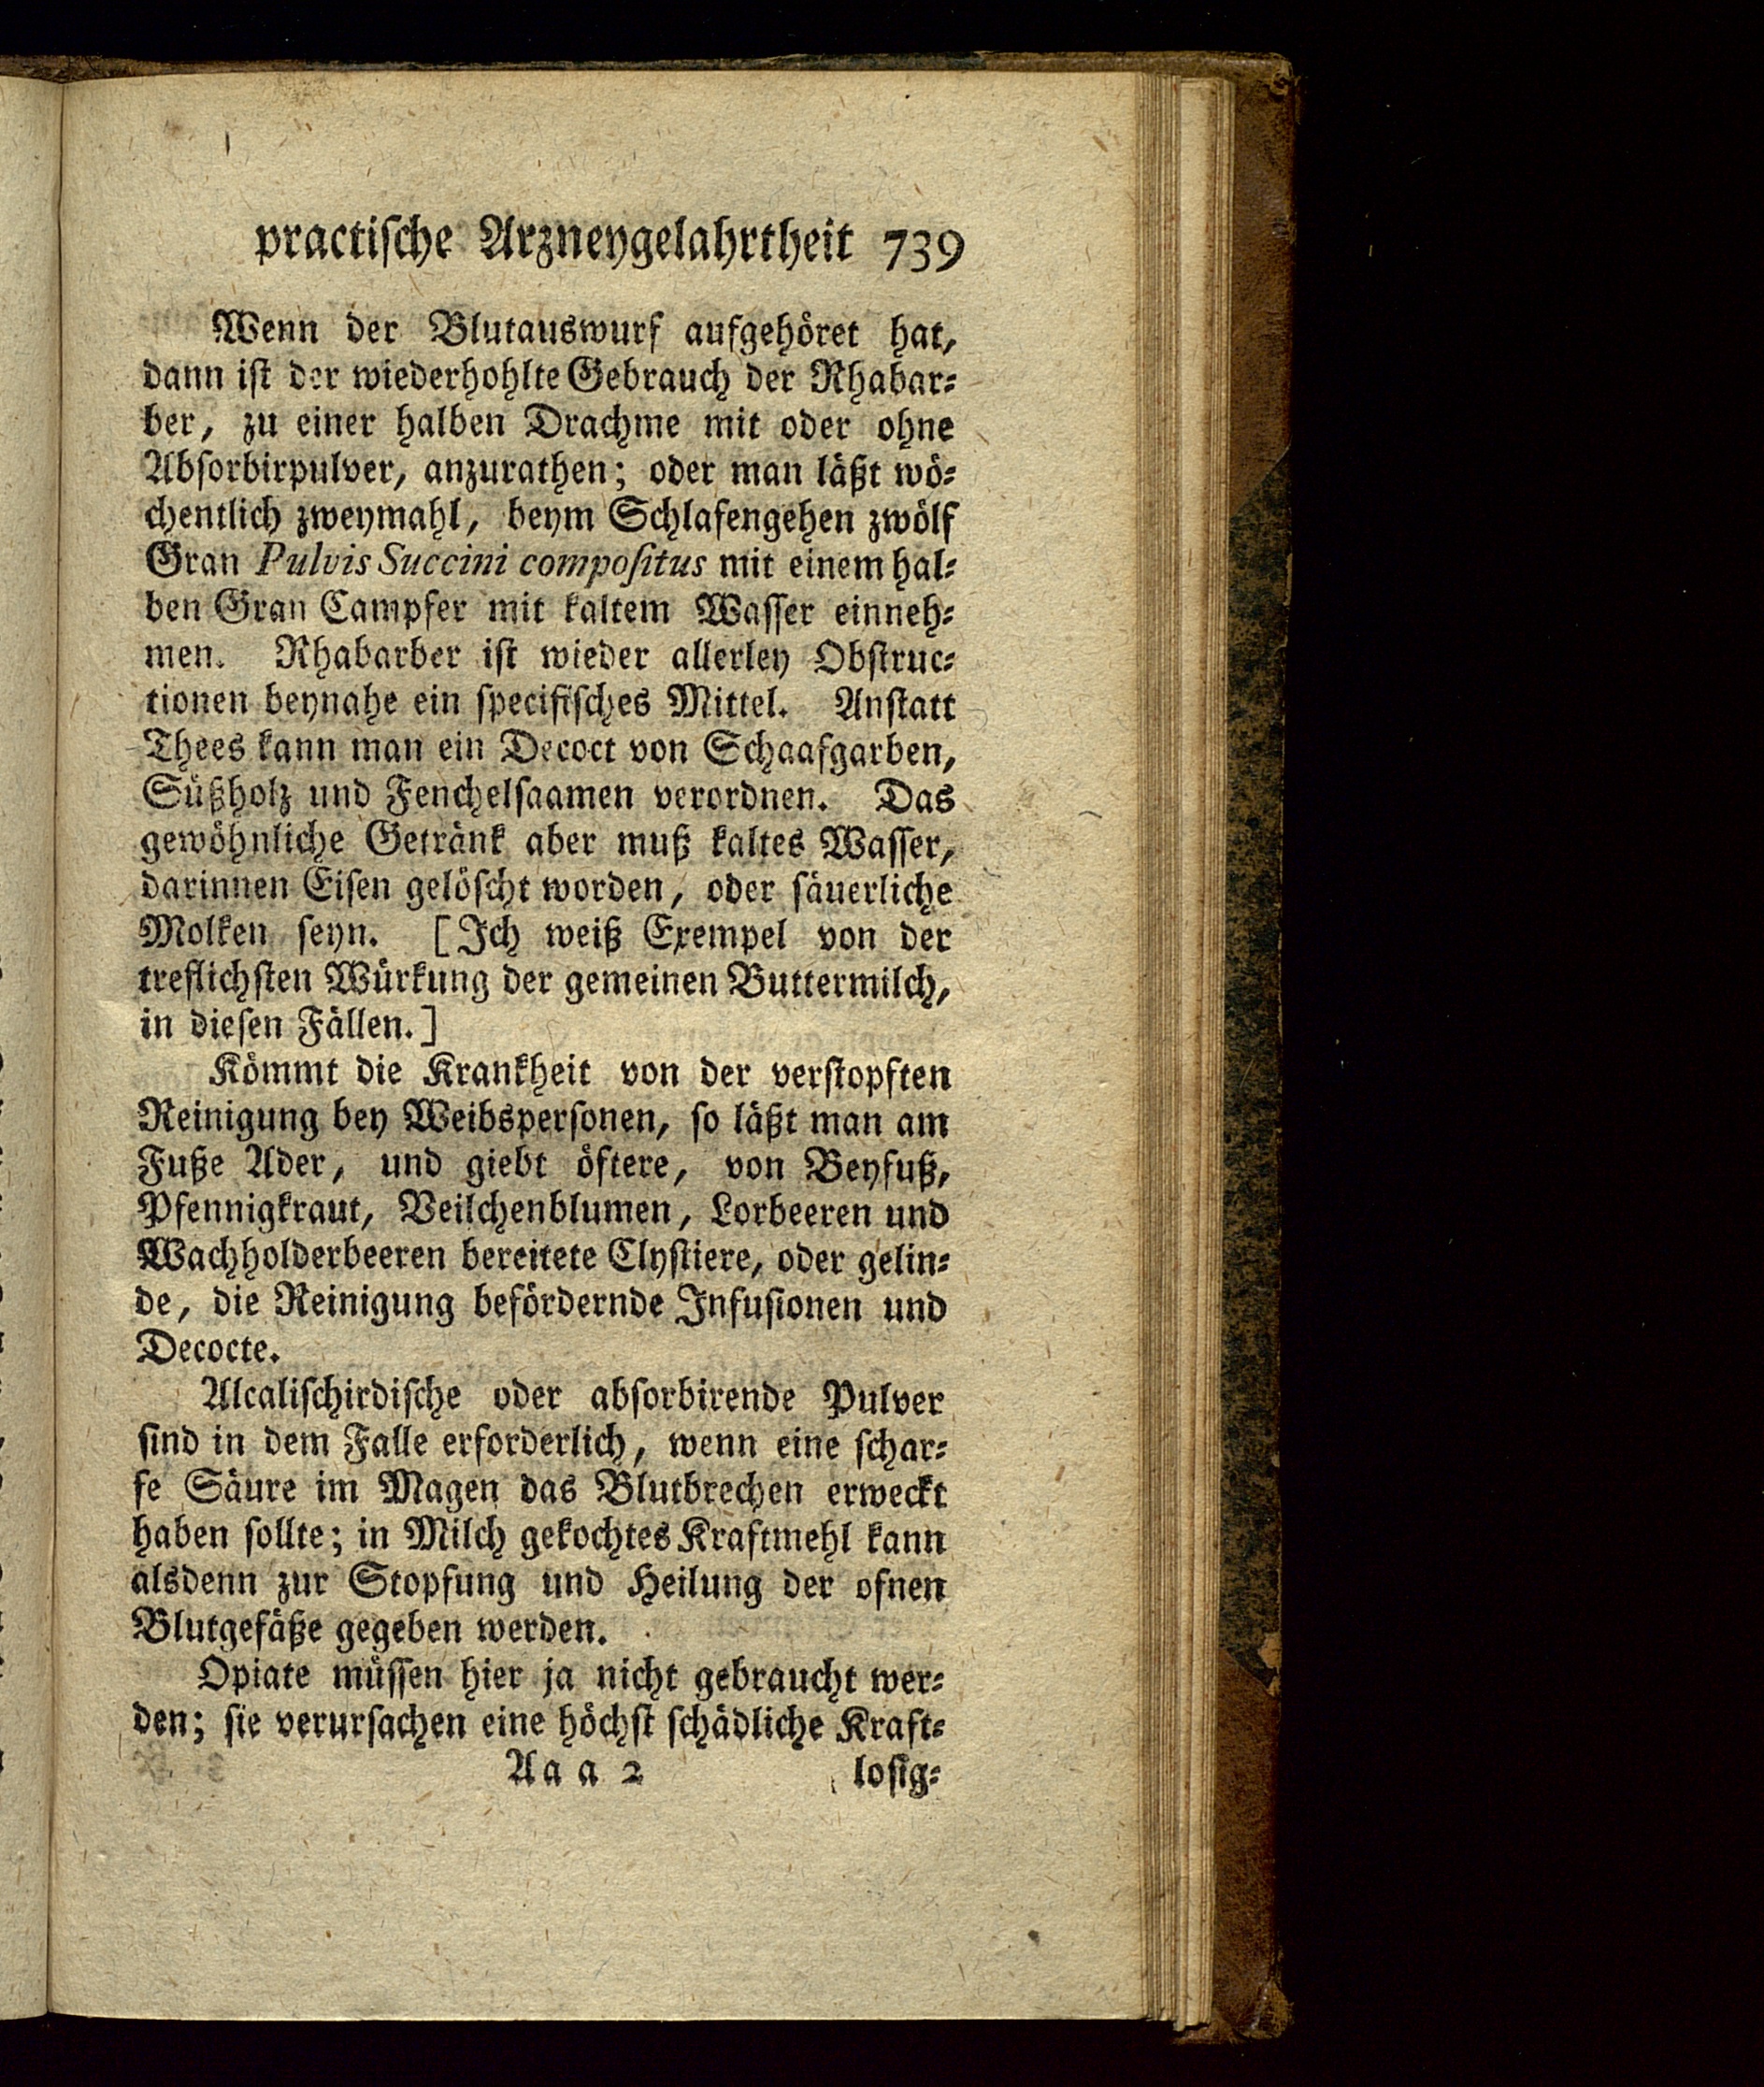 practische Arzneygelahrtheit 739
Wenn der Blutauswurf aufgehöret hat,
dann ist der wiederhohlte Gebrauch der Rhabar⸗
ber, zu einer halben Drachme mit oder ohne
Absorbirpulver, anzurathen; oder man läßt wö⸗
chentlich zweymahl, beym Schlafengehen zwölf
Gran Pulvis Succini compoſitus mit einem hal⸗
ben Gran Campfer mit kaltem Wasser einneh⸗
men. Rhabarber ist wieder allerley Obstruc⸗
tionen beynahe ein specifisches Mittel. Anstatt
Thees kann man ein Decoct von Schaafgarben,
Süßholz und Fenchelsaamen verordnen. Das
gewöhnliche Getränk aber muß kaltes Wasser,
darinnen Eisen gelöscht worden, oder säuerliche
Molken seyn. [Ich weiß Exempel von der
treflichsten Würkung der gemeinen Buttermilch,
in diesen Fällen.]
Kömmt die Krankheit von der verstopften
Reinigung bey Weibspersonen, so läßt man am
Fuße Ader, und giebt öftere, von Beyfuß,
Pfennigkraut, Veilchenblumen, Lorbeeren und
Wachholderbeeren bereitete Clystiere, oder gelin⸗
de, die Reinigung befördernde Infusionen und
Decocte.
Alcalischirdische oder absorbirende Pulver
sind in dem Falle erforderlich, wenn eine schar⸗
fe Säure im Magen das Blutbrechen erweckt
haben sollte; in Milch gekochtes Kraftmehl kann
alsdenn zur Stopfung und Heilung der ofnen
Blutgefäße gegeben werden.
Opiate müssen hier ja nicht gebraucht wer⸗
den; sie verursachen eine höchst schädliche Kraft⸗
Aa a 2 losig⸗